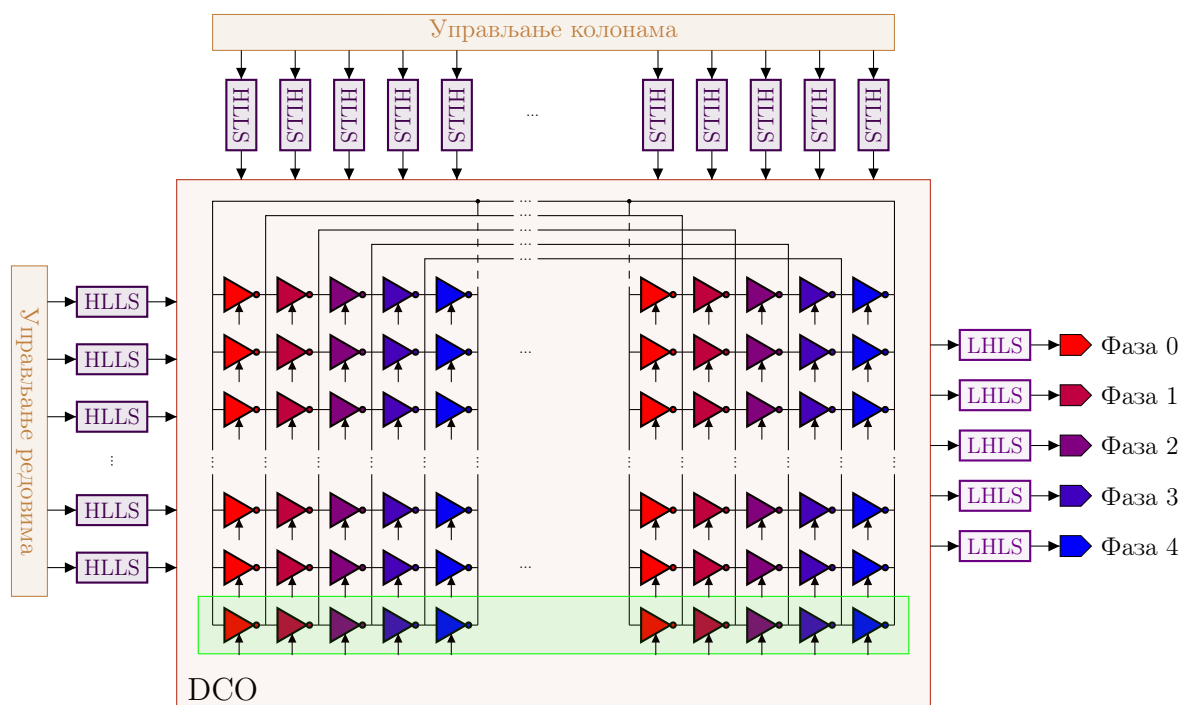 Управљање колонама
HLLS HLLS HLLS HLLS HLLS ... HLLS HLLS HLLS HLLS HLLS
...
...
...
...
...
Управљање редовима
HLLS
HLLS
HLLS
...
HLLS
HLLS
...
... ... ... ... ... ... ... ... ... ... ... ...
...
LHLS Фаза 0
LHLS Фаза 1
LHLS Фаза 2
LHLS Фаза 3
LHLS Фаза 4
DCO